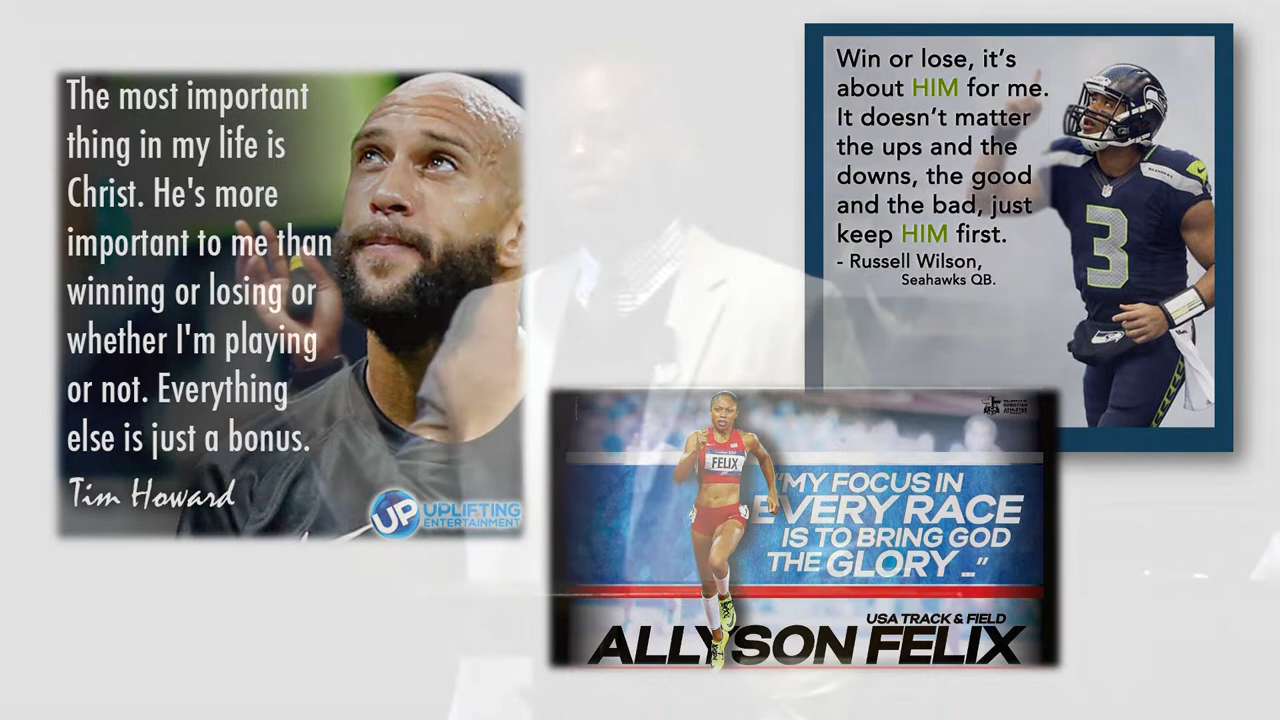 The most important
thing in my life is
Christ. He's more
important to me than
winning or losing or
whether I'm playing
or not. Everything
else is just a bonus.
Tim Howard
UP UPLIFTING
ENTERTAINMENT
Win or lose, it's
about HIM for me.
It doesn't matter
the ups and the
downs, the good
and the bad, just
keep HIM first.
- Russell Wilson,
Seahawks QB.
3
FELIX
"MY FOCUS IN
EVERY RACE
IS TO BRING GOD
THE GLORY..."
USA TRACK & FIELD
ALLYSON FELIX